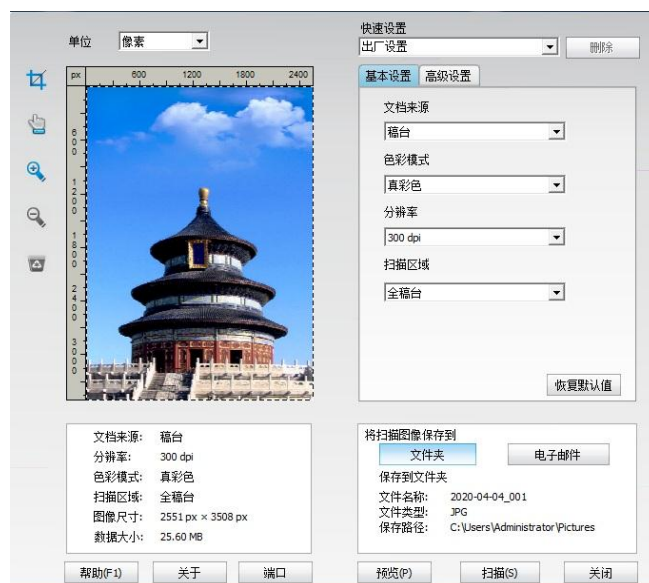 单位 像素
px 600 1200 1800 2400
600
1200
1800
2400
3000
快速设置
出厂设置 删除
基本设置 高级设置
文档来源
稿台
色彩模式
真彩色
分辨率
300 dpi
扫描区域
全稿台
恢复默认值
文档来源: 稿台
分辨率: 300 dpi
色彩模式: 真彩色
扫描区域: 全稿台
图像尺寸: 2551 px × 3508 px
数据大小: 25.60 MB
将扫描图像保存到
文件夹 电子邮件
保存到文件夹
文件名称: 2020-04-04_001
文件类型: JPG
保存路径: C:\Users\Administrator\Pictures
帮助(F1) 关于 端口 预览(P) 扫描(S) 关闭